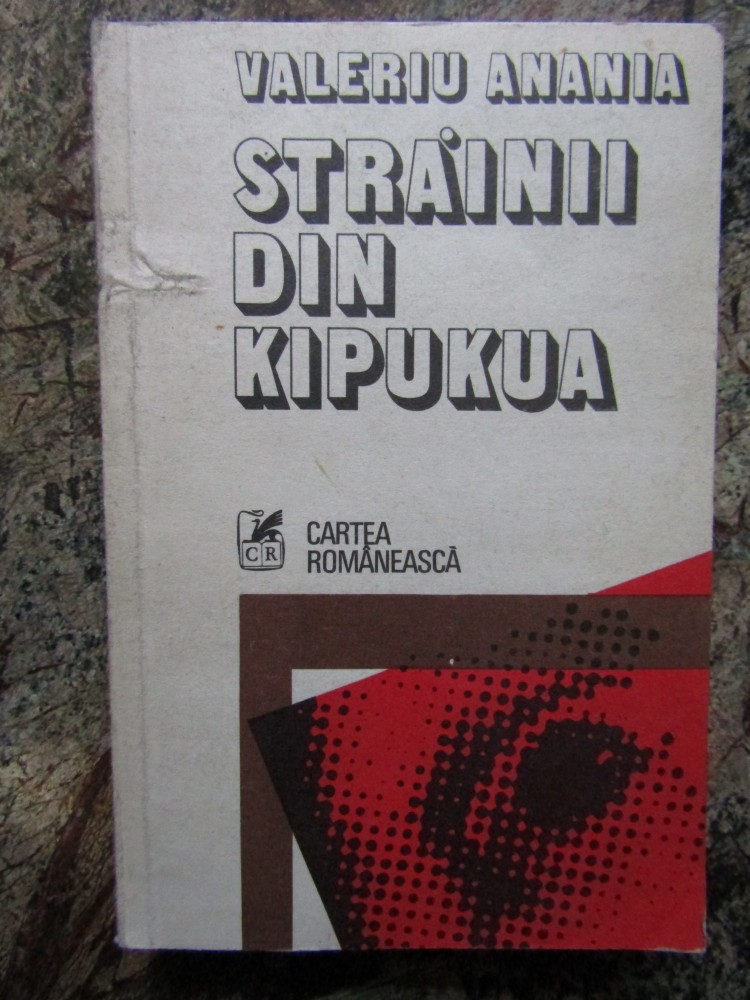 VALERIU ANANIA
STRĂINII
DIN
KIPUKUA
CR
CARTEA
ROMÂNEASCĂ